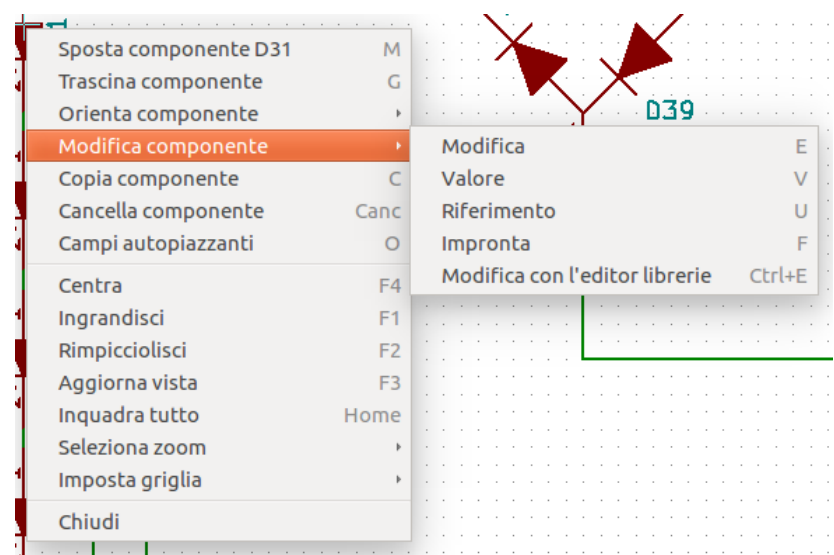 Sposta componente D31 M
Trascina componente G
Orienta componente
Modifica componente
Copia componente C
Cancella componente Canc
Campi autopiazzanti O
Centra F4
Ingrandisci F1
Rimpicciolisci F2
Aggiorna vista F3
Inquadra tutto Home
Seleziona zoom
Imposta griglia
Chiudi
D39
Modifica E
Valore V
Riferimento U
Impronta F
Modifica con l'editor librerie Ctrl+E